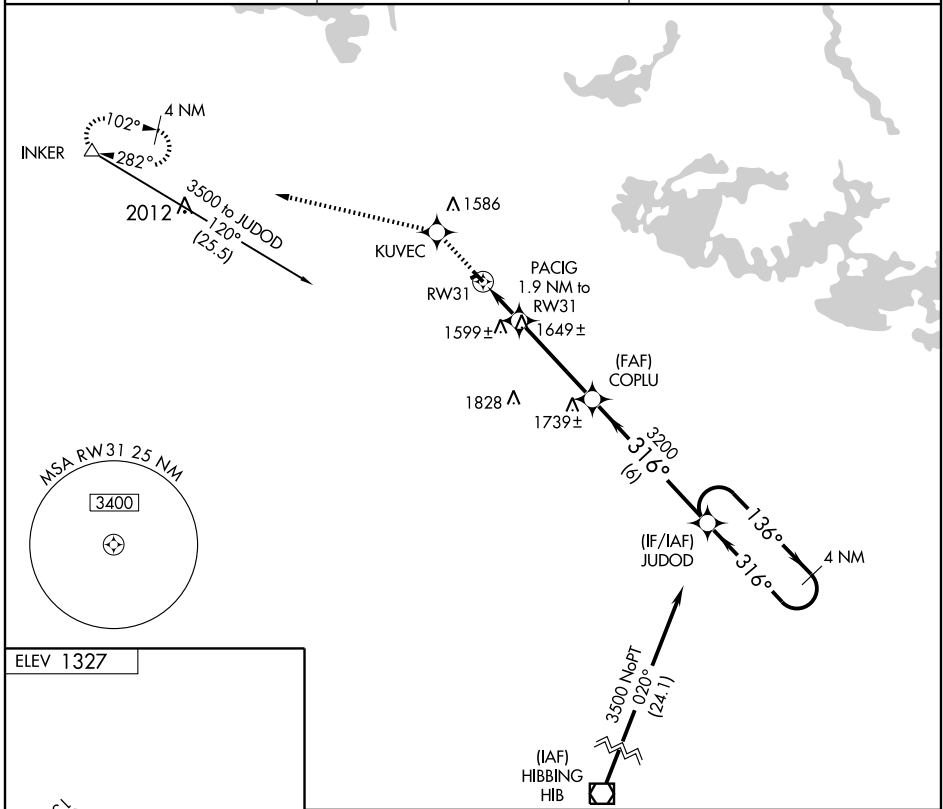 4 NM
102°
INKER
282°
3500 to JUDOD
120°
(25.5)
2012
1586
KUVEC
RW31
PACIG
1.9 NM to
RW31
1599±
1649±
(FAF)
COPLU
1828
1739±
3200
316°
(6)
MSA RW31 25 NM
3400
136°
4 NM
316°
(IF/IAF)
JUDOD
3500 NoPT
020°
(24.1)
ELEV 1327
(IAF)
HIBBING
HIB